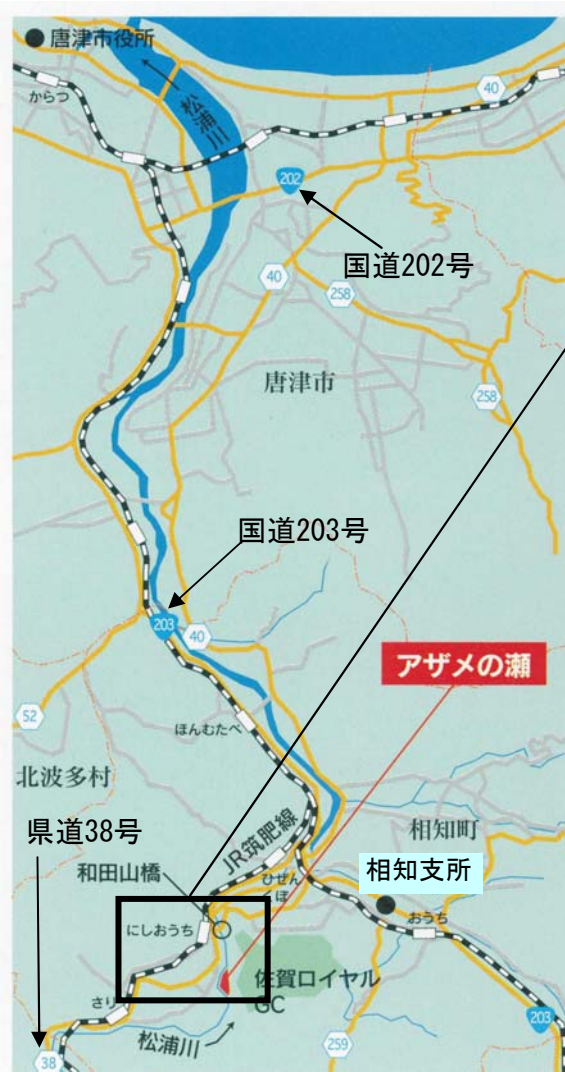 唐津市役所
からつ
松浦川
40
202
国道202号
40
258
唐津市
258
国道203号
203
40
アザメの瀬
52
ほんむたべ
北波多村
県道38号
JR筑肥線
相知町
和田山橋
相知支所
ひぜん
く
ぼ
にしおうち
おうち
佐賀ロイヤル
GC
さり
203
松浦川
259
38